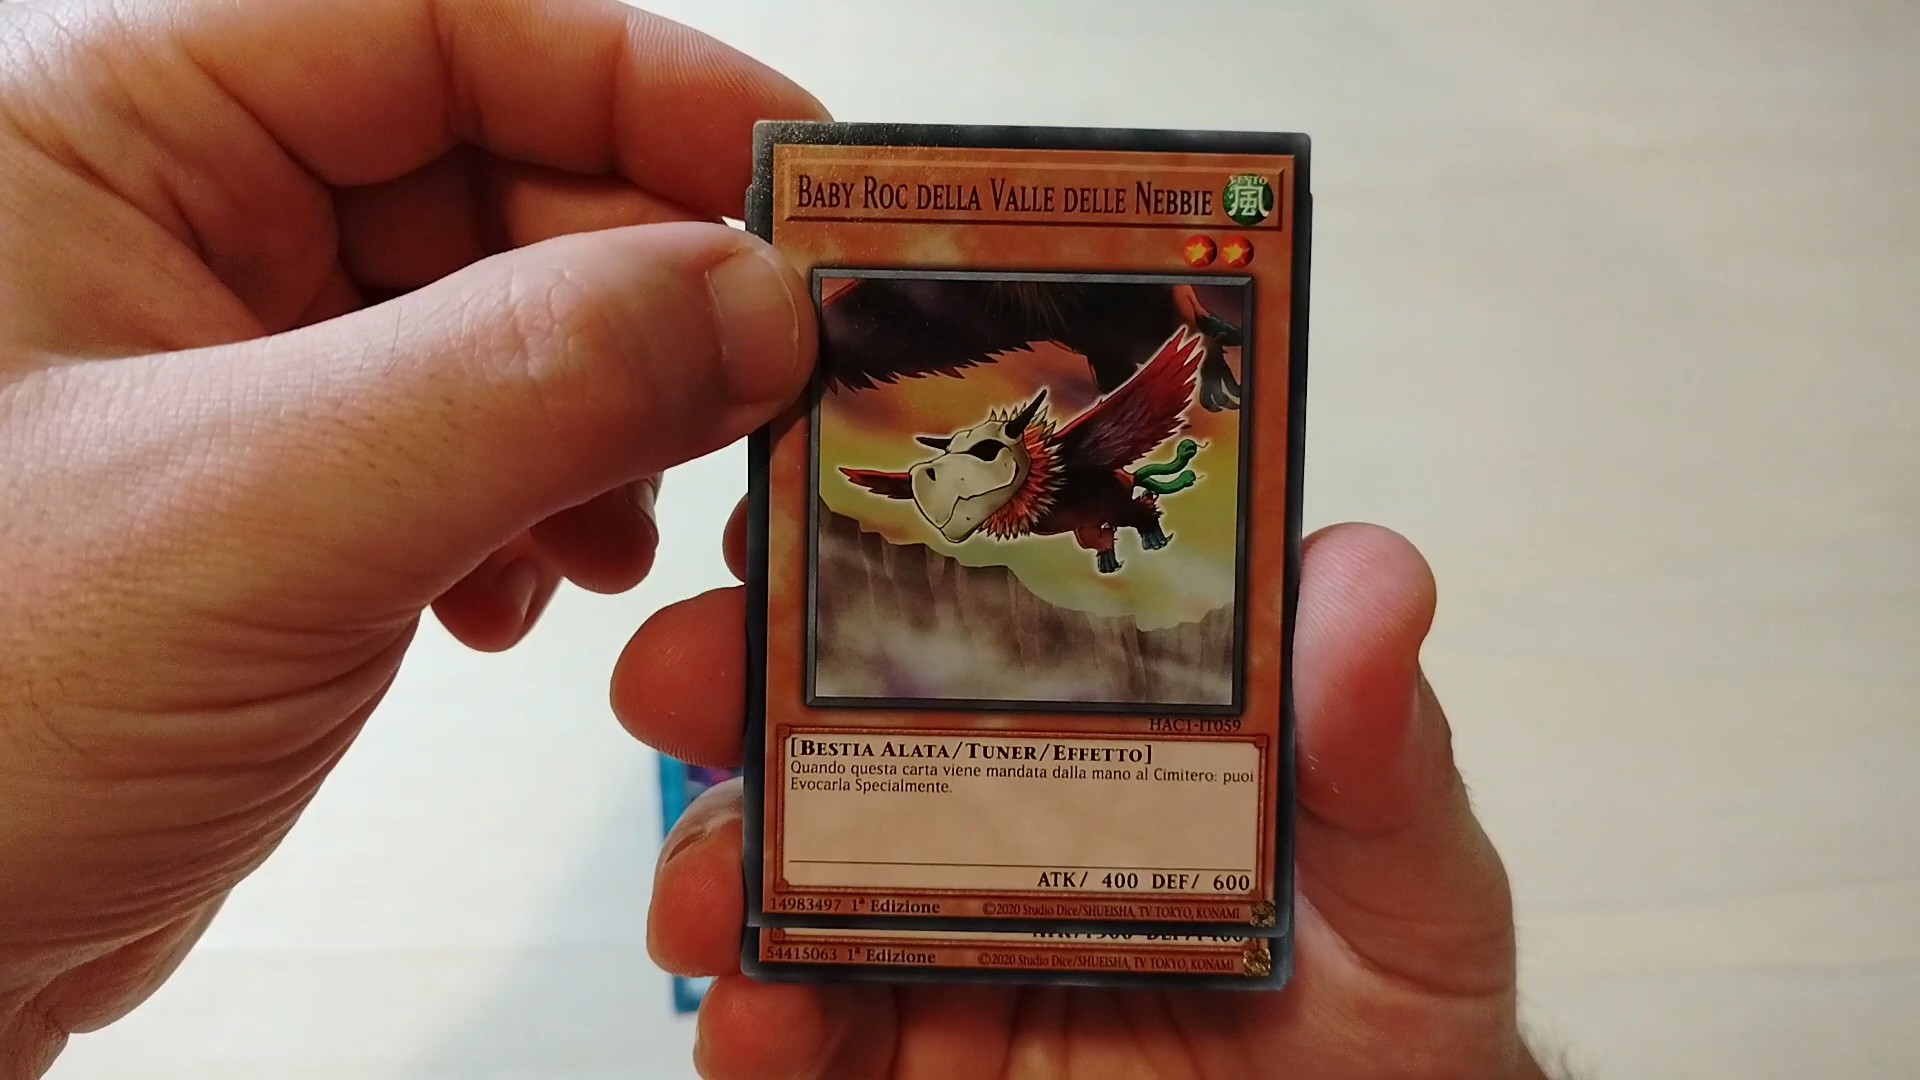 Baby Roc della Valle delle Nebbie
VENTO
風
HAC1-IT059
[Bestia Alata/Tuner/Effetto]
Quando questa carta viene mandata dalla mano al Cimitero: puoi
Evocarla Specialmente.
ATK/ 400 DEF/ 600
14983497 1ª Edizione ©2020 Studio Dice/SHUEISHA, TV TOKYO, KONAMI
54415063 1ª Edizione ©2020 Studio Dice/SHUEISHA, TV TOKYO, KONAMI